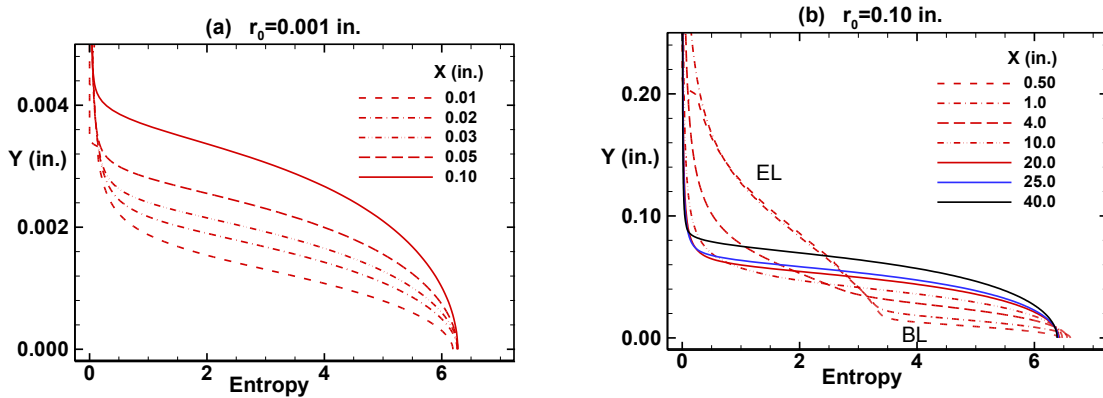 (a) r0=0.001 in.
X (in.)
0.01
0.02
0.03
0.05
0.10
Y (in.)
0.004
0.002
0.000
0 2 4 6
Entropy
(b) r0=0.10 in.
X (in.)
0.50
1.0
4.0
10.0
20.0
25.0
40.0
Y (in.)
0.20
0.10
0.00
EL
BL
0 2 4 6
Entropy